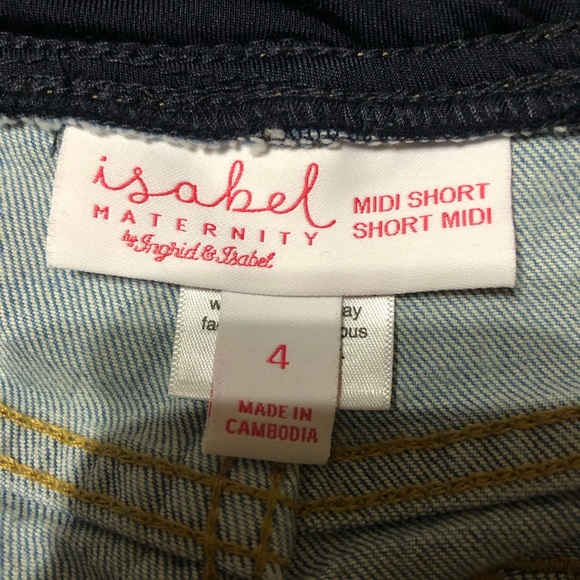 isabel
MATERNITY
by Ingrid & Isabel
MIDI SHORT
SHORT MIDI
4
MADE IN
CAMBODIA